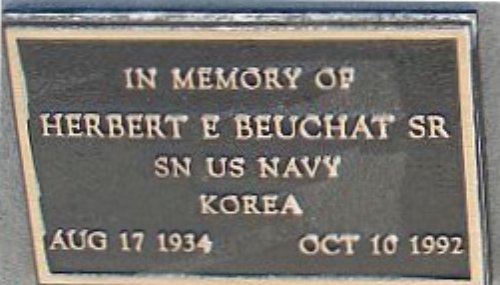 IN MEMORY OF
HERBERT E BEUCHAT SR
SN US NAVY
KOREA
AUG 17 1934 OCT 10 1992